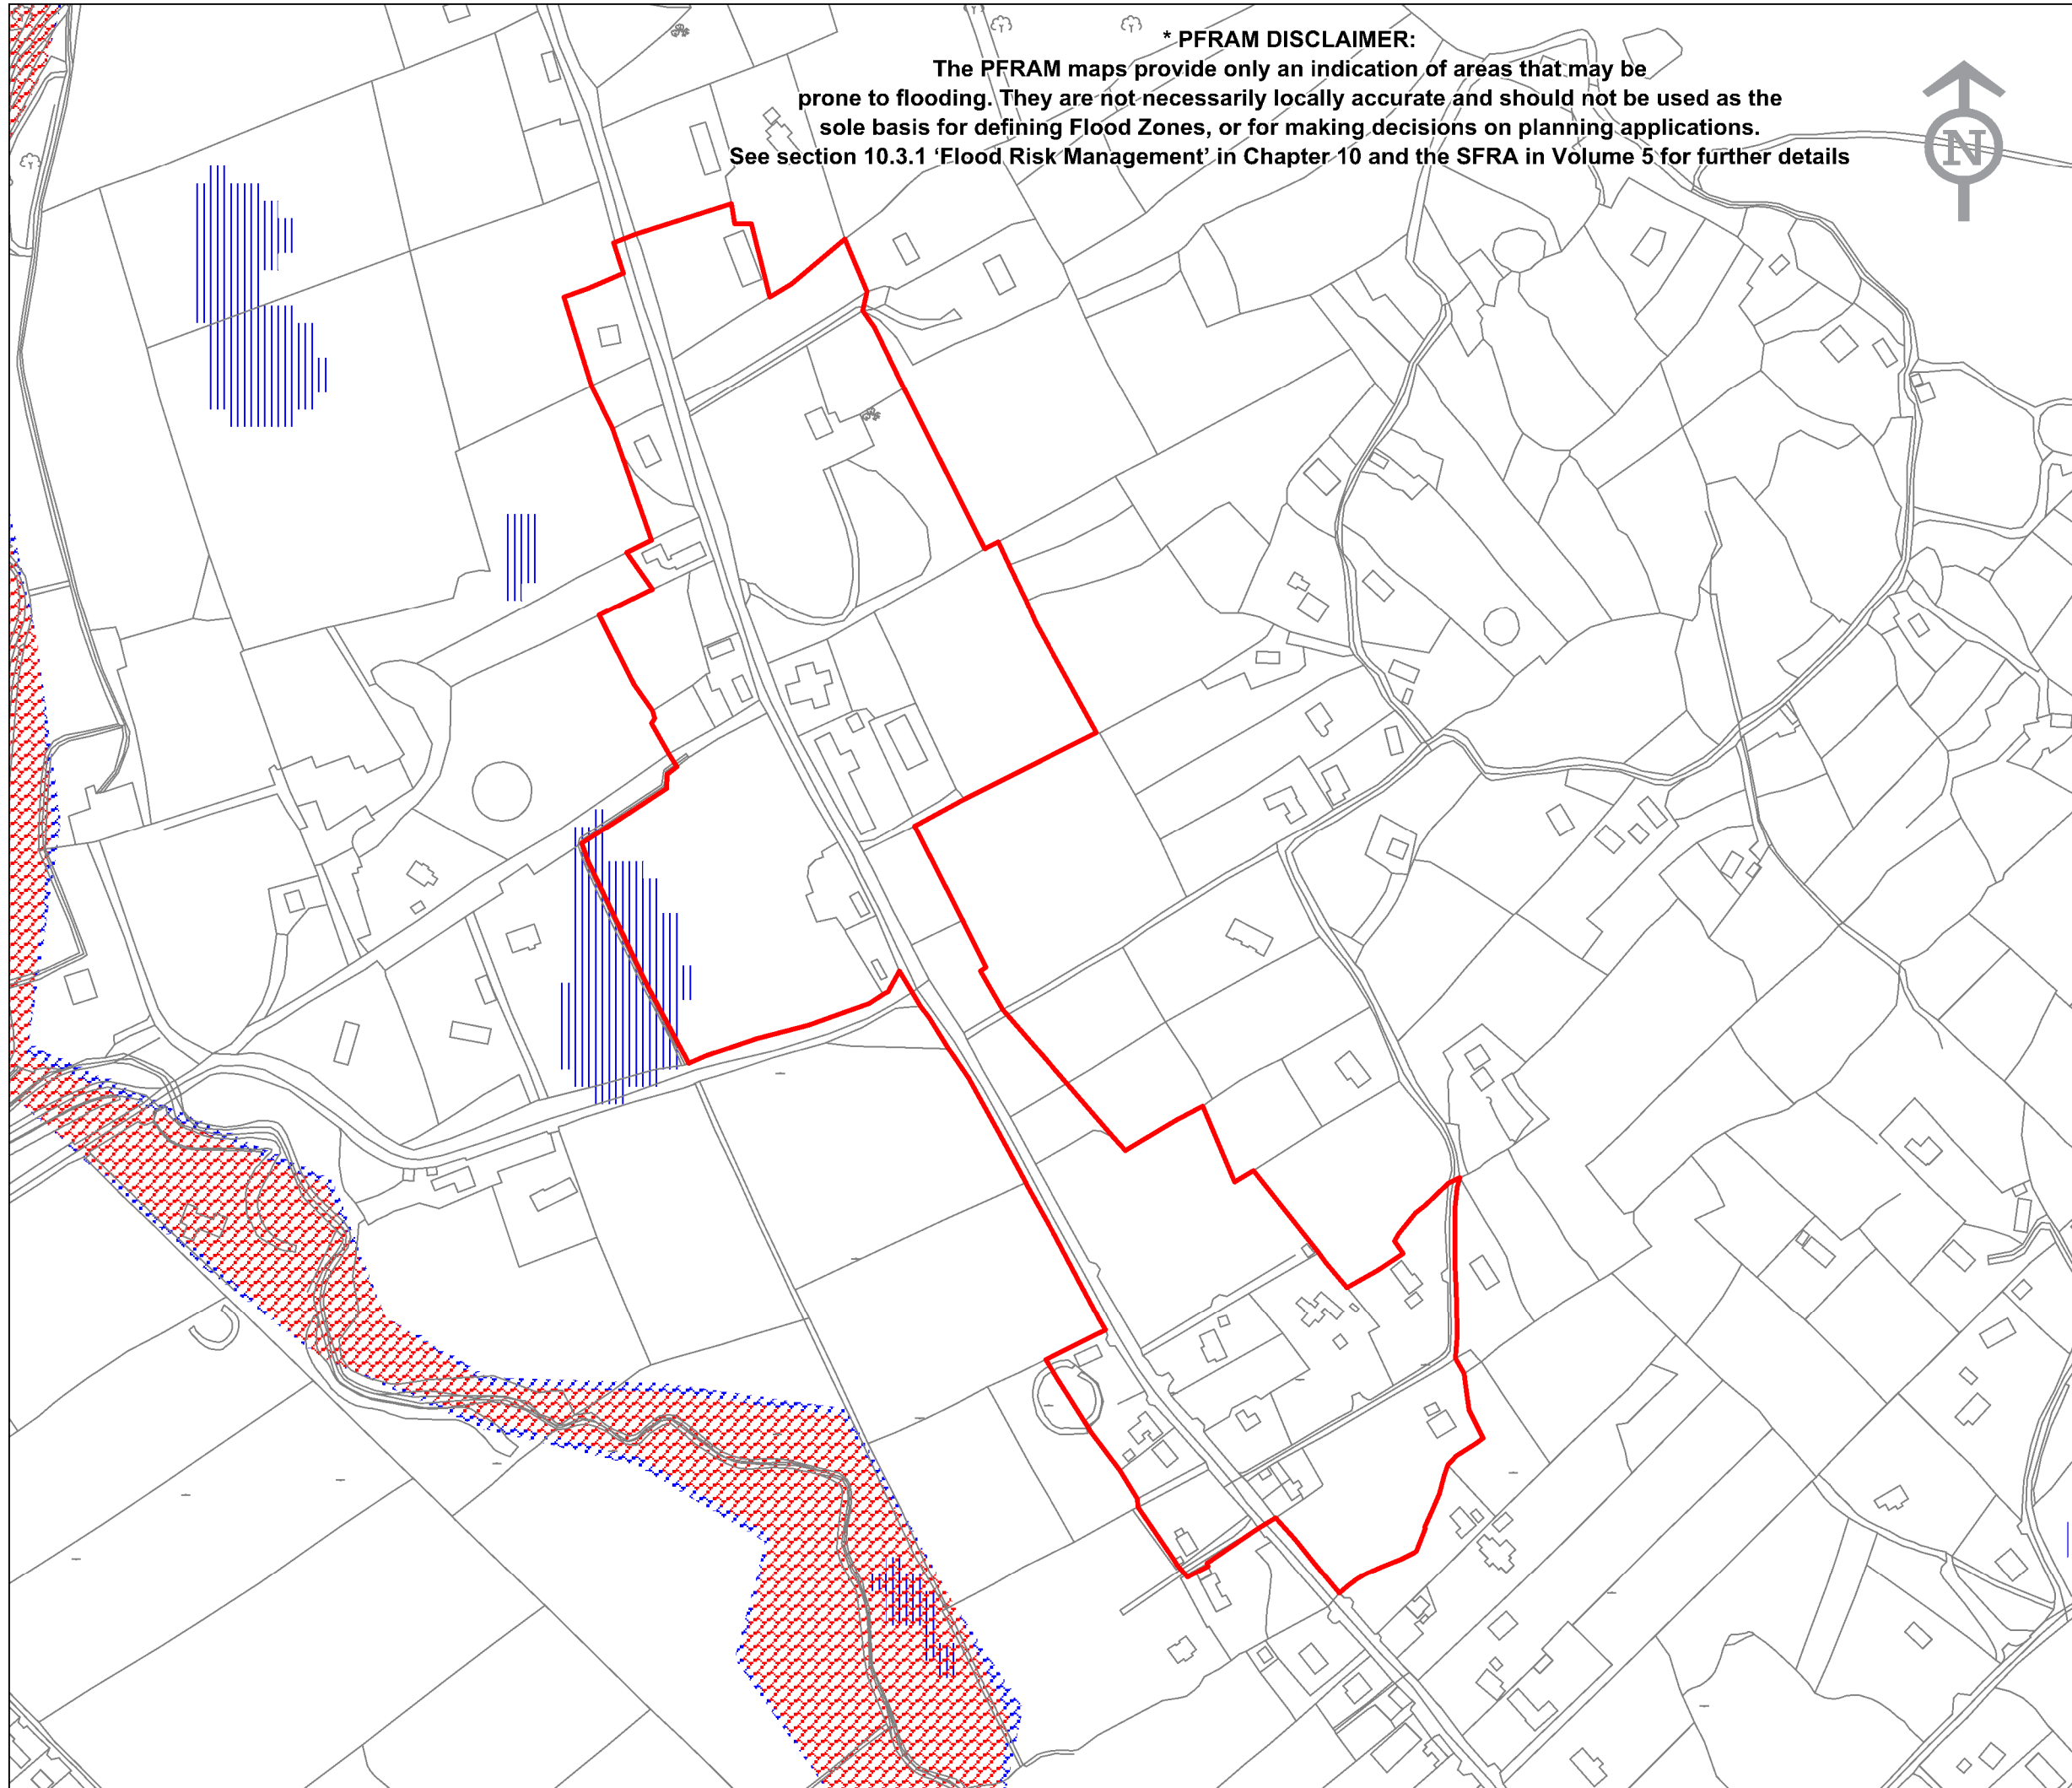 * PFRAM DISCLAIMER:
The PFRAM maps provide only an indication of areas that may be
prone to flooding. They are not necessarily locally accurate and should not be used as the
sole basis for defining Flood Zones, or for making decisions on planning applications.
See section 10.3.1 ‘Flood Risk Management’ in Chapter 10 and the SFRA in Volume 5 for further details
N